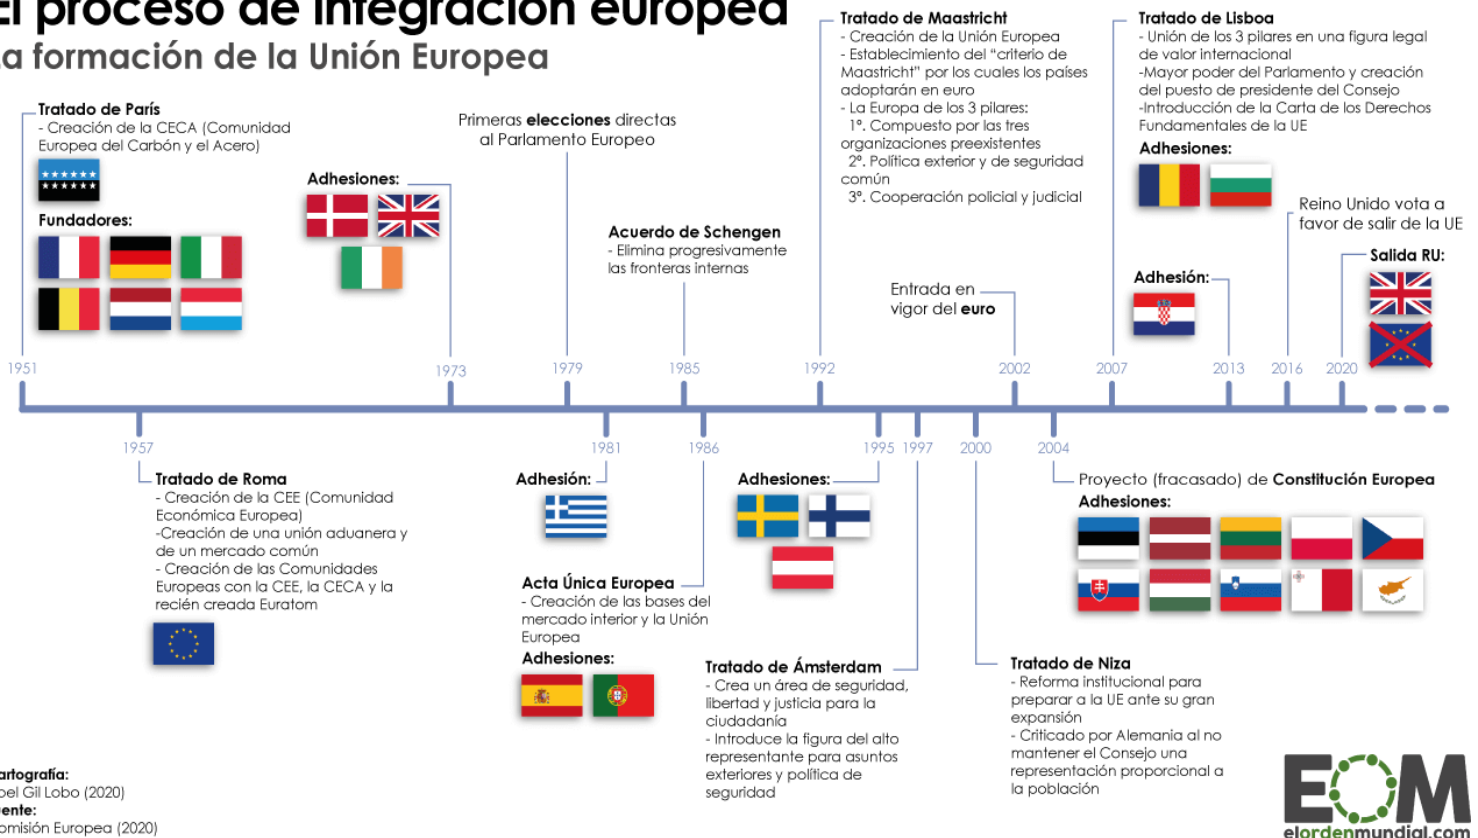 El proceso de integración europea
La formación de la Unión Europea
Tratado de París
- Creación de la CECA (Comunidad
Europea del Carbón y el Acero)
Fundadores:
Adhesiones:
Primeras elecciones directas
al Parlamento Europeo
Acuerdo de Schengen
- Elimina progresivamente
las fronteras internas
Tratado de Maastricht
- Creación de la Unión Europea
- Establecimiento del “criterio de
Maastricht” por los cuales los países
adoptarán en euro
- La Europa de los 3 pilares:
1º. Compuesto por las tres
organizaciones preexistentes
2º. Política exterior y de seguridad
común
3º. Cooperación policial y judicial
Entrada en
vigor del euro
Tratado de Lisboa
- Unión de los 3 pilares en una figura legal
de valor internacional
-Mayor poder del Parlamento y creación
del puesto de presidente del Consejo
-Introducción de la Carta de los Derechos
Fundamentales de la UE
Adhesiones:
Adhesión:
Reino Unido vota a
favor de salir de la UE
Salida RU:
1951
1973
1979
1985
1992
2002
2007
2013
2016
2020
1957
1981
1986
1995
1997
2000
2004
Tratado de Roma
- Creación de la CEE (Comunidad
Económica Europea)
-Creación de una unión aduanera y
de un mercado común
- Creación de las Comunidades
Europeas con la CEE, la CECA y la
recién creada Euratom
Adhesión:
Acta Única Europea
- Creación de las bases del
mercado interior y la Unión
Europea
Adhesiones:
Adhesiones:
Tratado de Ámsterdam
- Crea un área de seguridad,
libertad y justicia para la
ciudadanía
- Introduce la figura del alto
representante para asuntos
exteriores y política de
seguridad
Tratado de Niza
- Reforma institucional para
preparar a la UE ante su gran
expansión
- Criticado por Alemania al no
mantener el Consejo una
representación proporcional a
la población
Proyecto (fracasado) de Constitución Europea
Adhesiones:
artografía:
oel Gil Lobo (2020)
ente:
omisión Europea (2020)
EOM
elordenmundial.com